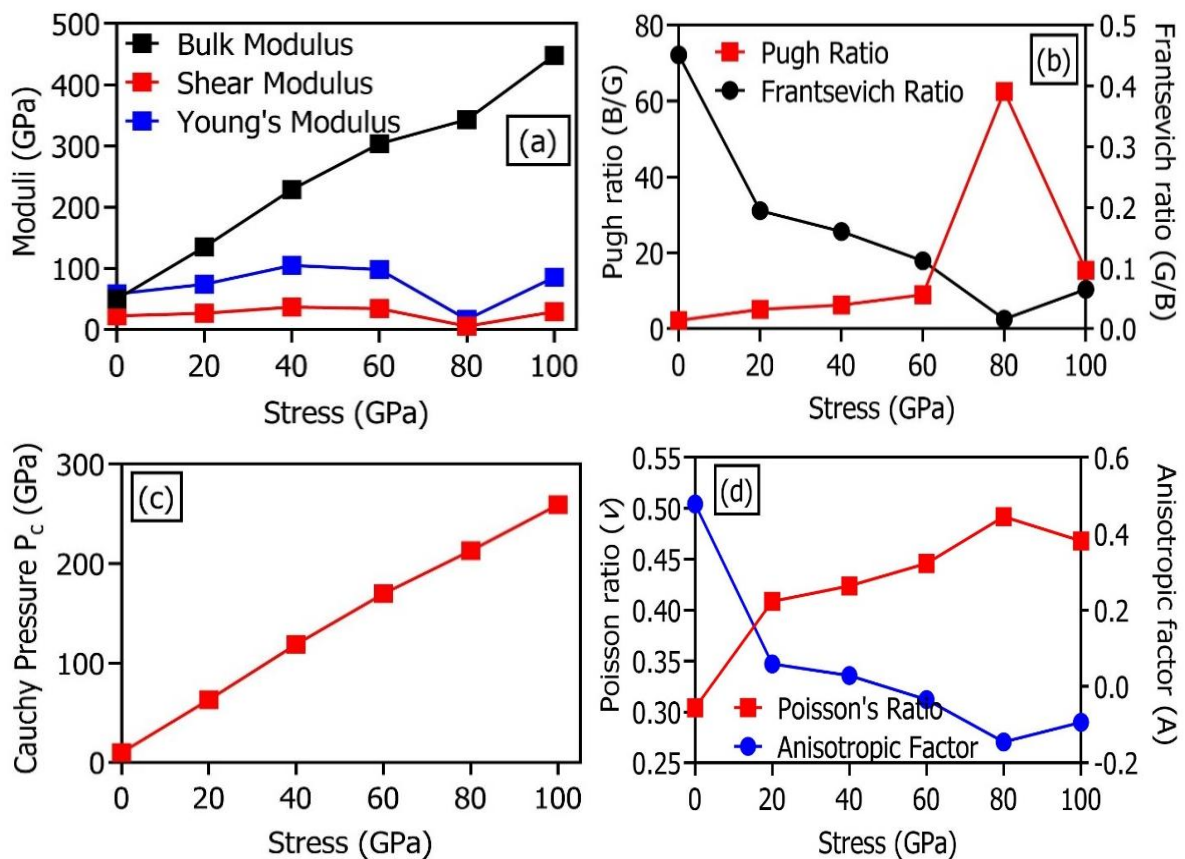 500
400
300
200
100
0
Moduli (GPa)
Bulk Modulus
Shear Modulus
Young's Modulus
(a)
0 20 40 60 80 100
Stress (GPa)
80
60
40
20
0
Pugh ratio (B/G)
Pugh Ratio
Frantsevich Ratio
(b)
0.5
0.4
0.3
0.2
0.1
0.0
Frantsevich ratio (G/B)
0 20 40 60 80 100
Stress (GPa)
300
200
100
0
Cauchy Pressure P_c (GPa)
(c)
0 20 40 60 80 100
Stress (GPa)
0.55
0.50
0.45
0.40
0.35
0.30
0.25
Poisson ratio (ν)
(d)
Poisson's Ratio
Anisotropic Factor
0.6
0.4
0.2
0.0
-0.2
Anisotropic factor (A)
0 20 40 60 80 100
Stress (GPa)